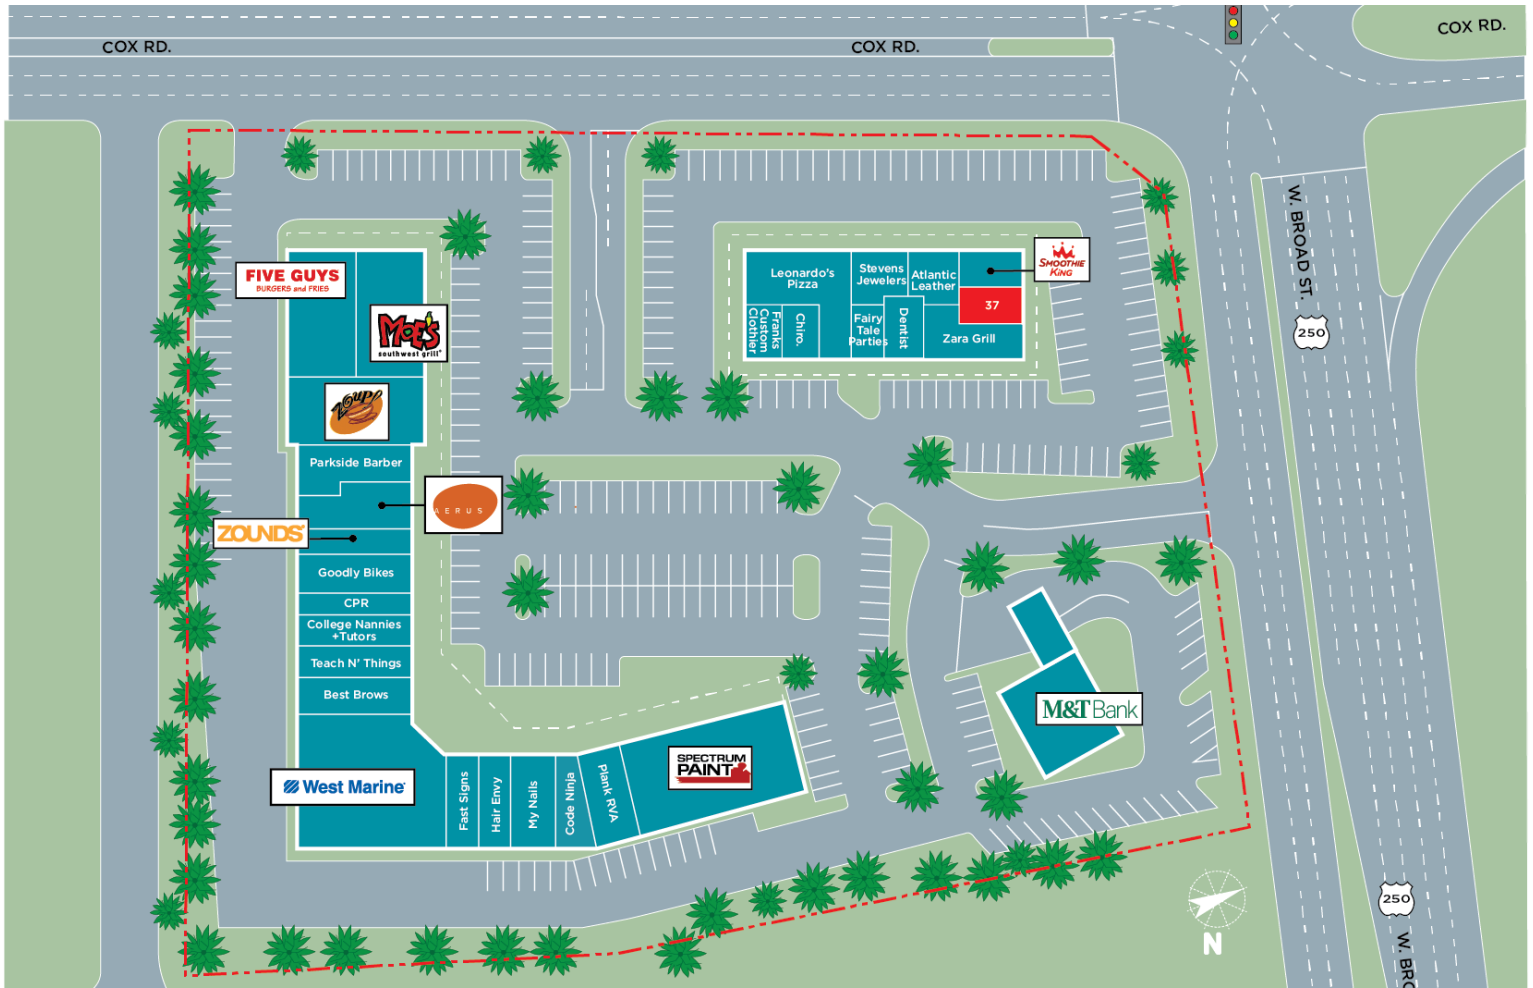 COX RD.
COX RD.
COX RD.
W. BROAD ST.
250
FIVE GUYS
BURGERS and FRIES
MOE'S
southwest grill
Zoup!
Leonardo's
Pizza
Stevens
Jewelers
Atlantic
Leather
SMOOTHIE
KING
37
Franks
Custom
Clothier
Chiro.
Fairy
Tale
Parties
Dentist
Zara Grill
Parkside Barber
AERUS
ZOUNDS
Goodly Bikes
CPR
College Nannies
+Tutors
Teach N' Things
Best Brows
West Marine
Fast Signs
Hair Envy
My Nails
Code Ninja
Plank RVA
SPECTRUM
PAINT
M&T Bank
250
W. BRO
N